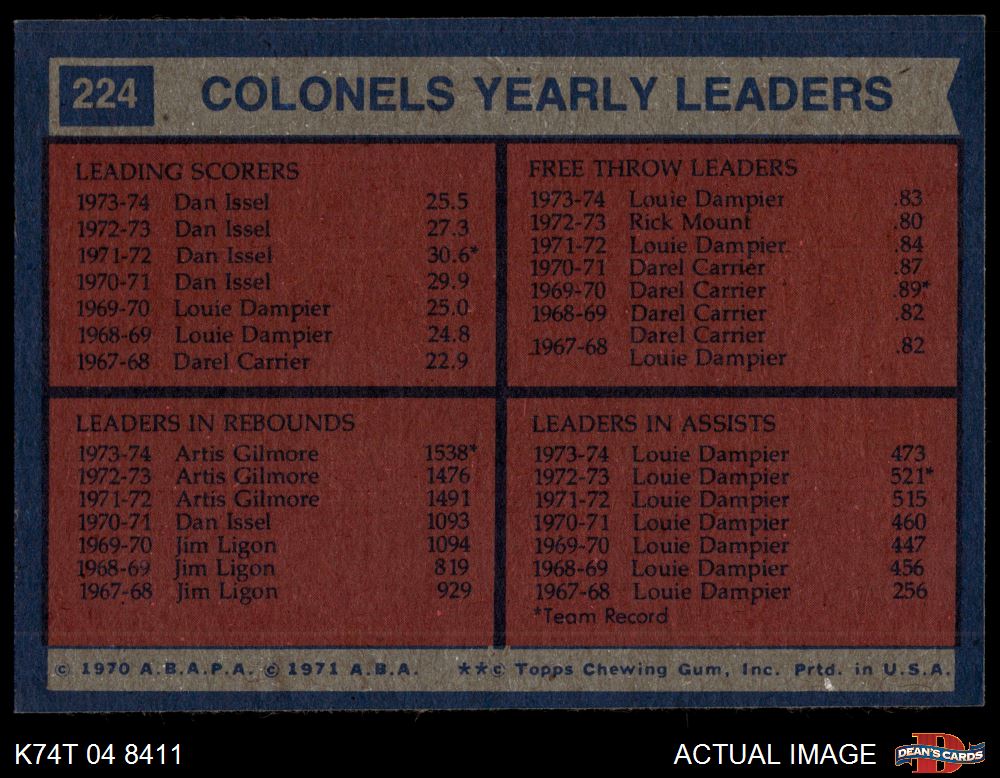 224 COLONELS YEARLY LEADERS
LEADING SCORERS
1973-74 Dan Issel 25.5
1972-73 Dan Issel 27.3
1971-72 Dan Issel 30.6*
1970-71 Dan Issel 29.9
1969-70 Louie Dampier 25.0
1968-69 Louie Dampier 24.8
1967-68 Darel Carrier 22.9
FREE THROW LEADERS
1973-74 Louie Dampier .83
1972-73 Rick Mount .80
1971-72 Louie Dampier .84
1970-71 Darel Carrier .87
1969-70 Darel Carrier .89*
1968-69 Darel Carrier .82
Darel Carrier
1967-68 .82
Louie Dampier
LEADERS IN REBOUNDS
1973-74 Artis Gilmore 1538*
1972-73 Artis Gilmore 1476
1971-72 Artis Gilmore 1491
1970-71 Dan Issel 1093
1969-70 Jim Ligon 1094
1968-69 Jim Ligon 819
1967-68 Jim Ligon 929
LEADERS IN ASSISTS
1973-74 Louie Dampier 473
1972-73 Louie Dampier 521*
1971-72 Louie Dampier 515
1970-71 Louie Dampier 460
1969-70 Louie Dampier 447
1968-69 Louie Dampier 456
1967-68 Louie Dampier 256
*Team Record
© 1970 A.B.A.P.A. © 1971 A.B.A. **© Topps Chewing Gum, Inc. Prtd. in U.S.A.
K74T 04 8411 ACTUAL IMAGE DEAN'S CARDS